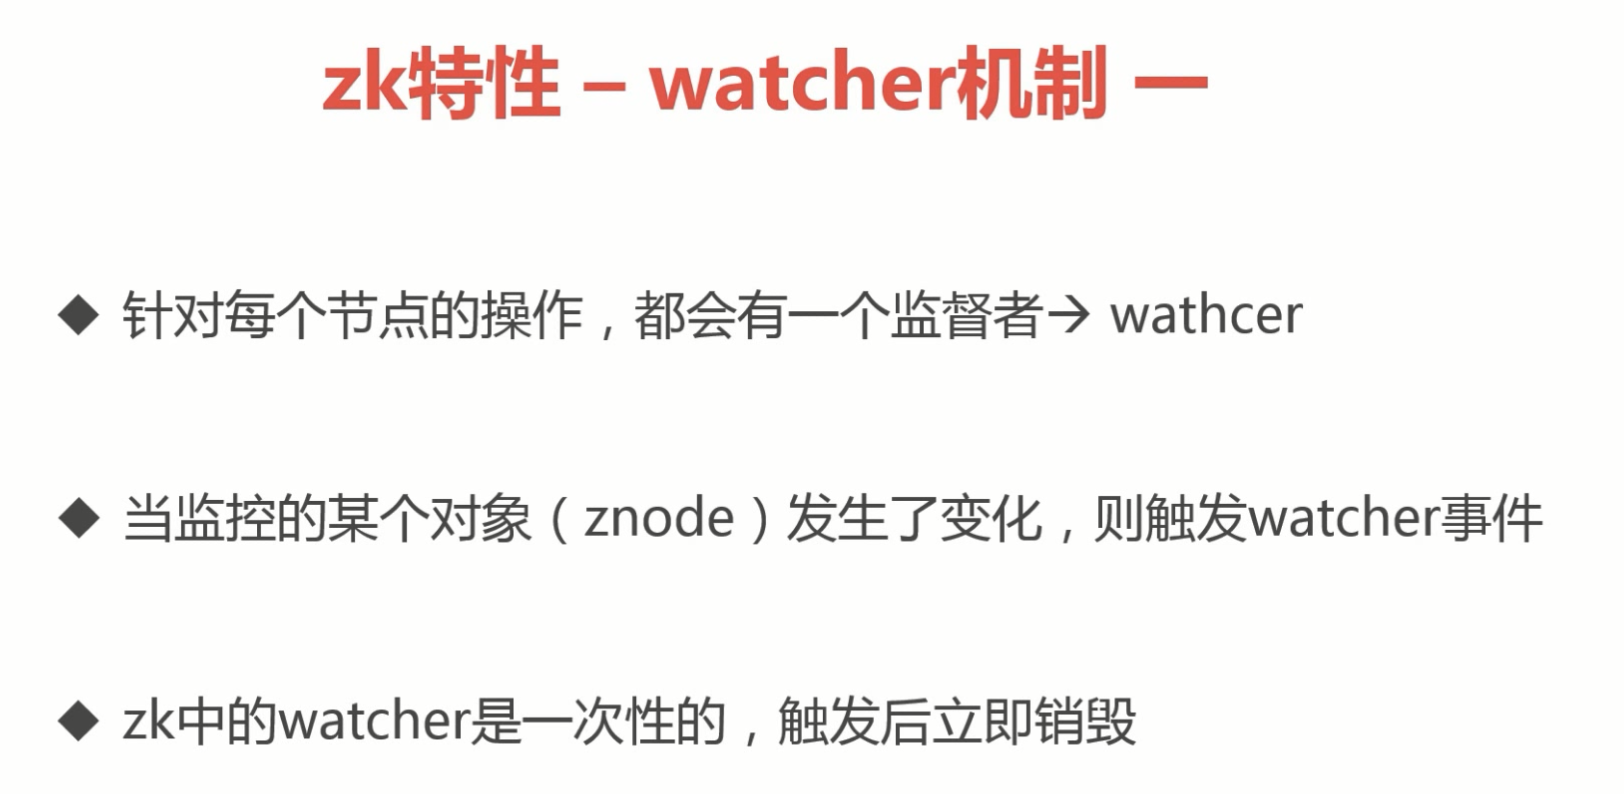 zk特性 – watcher机制 一
◆ 针对每个节点的操作，都会有一个监督者→ wathcer
◆ 当监控的某个对象（znode）发生了变化，则触发watcher事件
◆ zk中的watcher是一次性的，触发后立即销毁